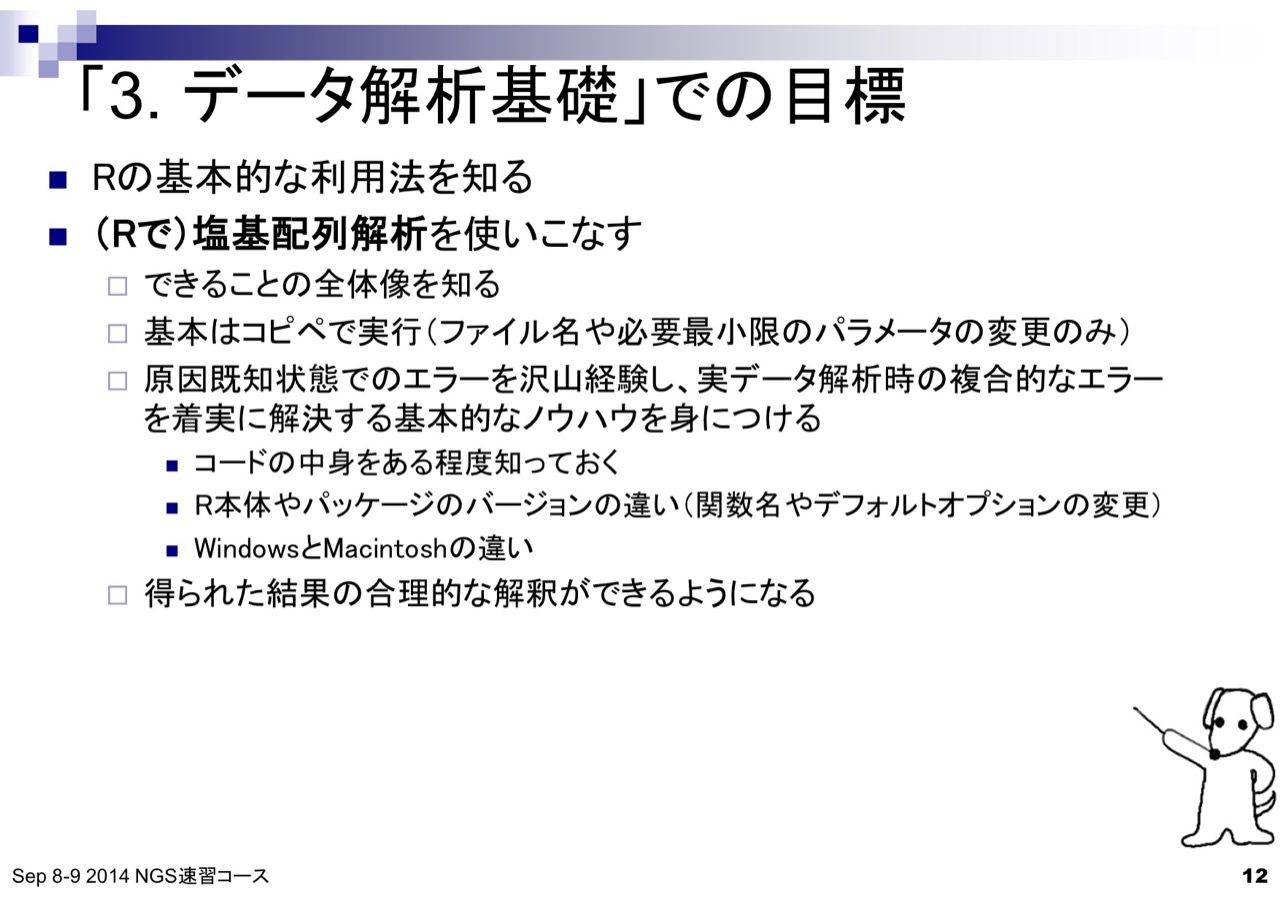 「3. データ解析基礎」での目標
Rの基本的な利用法を知る
（Rで）塩基配列解析を使いこなす
できることの全体像を知る
基本はコピペで実行（ファイル名や必要最小限のパラメータの変更のみ）
原因既知状態でのエラーを沢山経験し、実データ解析時の複合的なエラー
を着実に解決する基本的なノウハウを身につける
コードの中身をある程度知っておく
R本体やパッケージのバージョンの違い（関数名やデフォルトオプションの変更）
WindowsとMacintoshの違い
得られた結果の合理的な解釈ができるようになる
Sep 8-9 2014 NGS速習コース
12